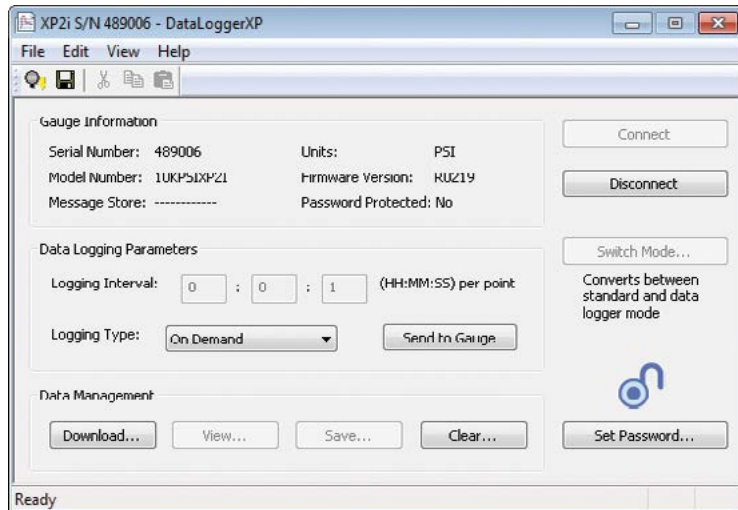 XP2i S/N 489006 - DataLoggerXP
File Edit View Help
Gauge Information
Serial Number: 489006 Units: PSI
Model Number: 10KPSIXP2I Firmware Version: R0219
Message Store: ------------ Password Protected: No
Connect
Disconnect
Data Logging Parameters
Logging Interval: 0 : 0 : 1 (HH:MM:SS) per point
Logging Type: On Demand Send to Gauge
Switch Mode...
Converts between
standard and data
logger mode
Data Management
Download... View... Save... Clear...
Set Password...
Ready